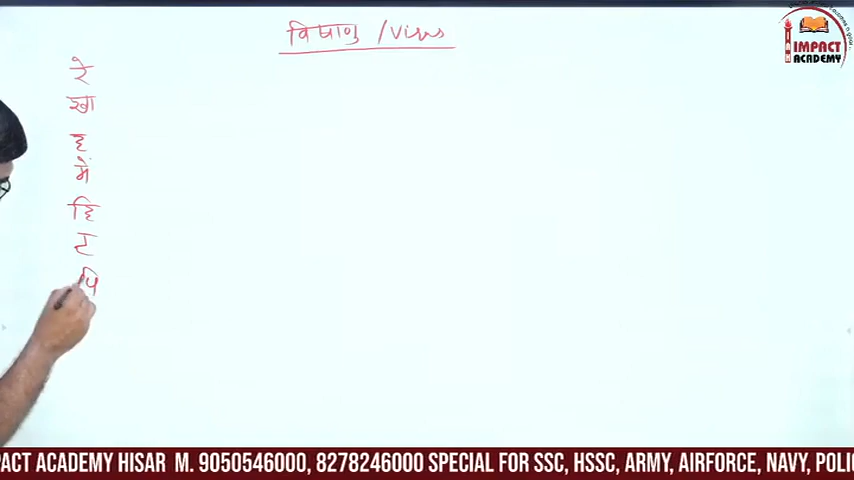 विषाणु /Virus
रे
खा
ह
में
हि
ट
पि
IMPACT
ACADEMY
PACT ACADEMY HISAR M. 9050546000, 8278246000 SPECIAL FOR SSC, HSSC, ARMY, AIRFORCE, NAVY, POLIC